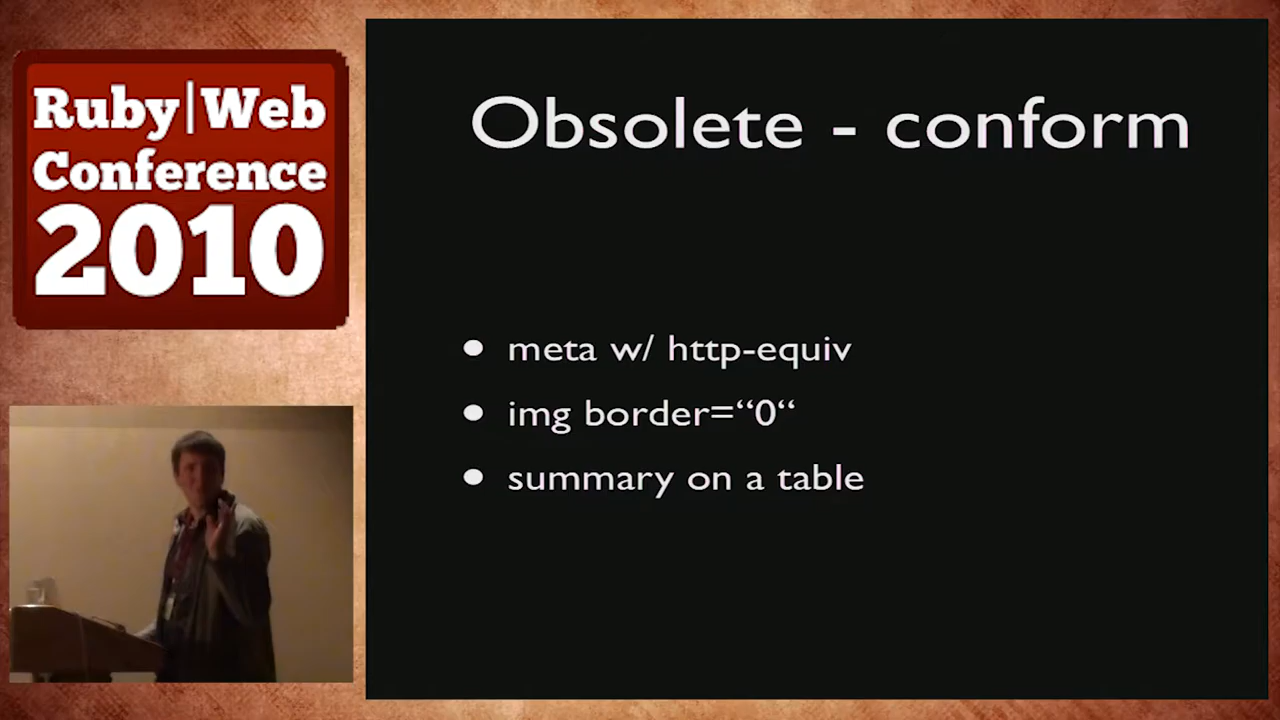 Ruby|Web
Conference
2010
Obsolete - conform
• meta w/ http-equiv
• img border=“0“
• summary on a table